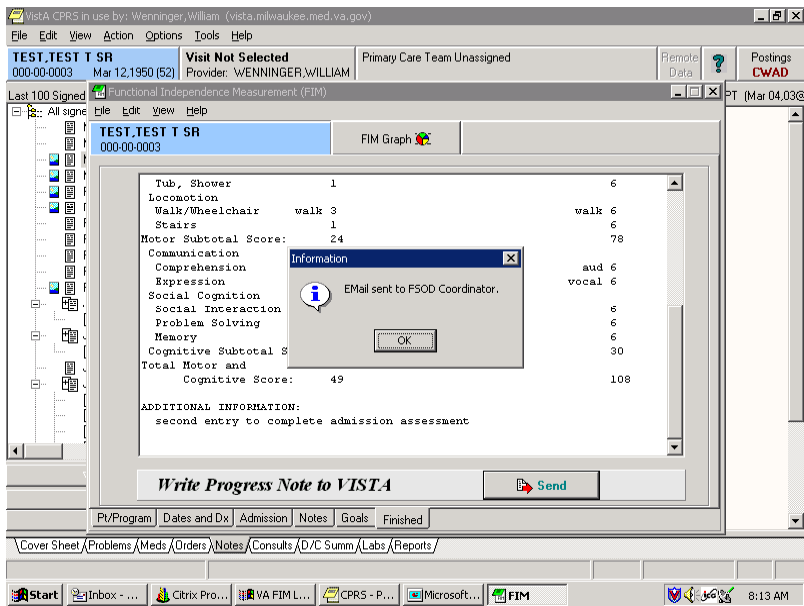 VistA CPRS in use by: Wenninger,William (vista.milwaukee.med.va.gov)
File Edit View Action Options Tools Help
TEST,TEST T SR Visit Not Selected Primary Care Team Unassigned Remote Data ? Postings
000-00-0003 Mar 12,1950 (52) Provider: WENNINGER,WILLIAM CWAD
Last 100 Signed PT (Mar 04,03@
All signe
Functional Independence Measurement (FIM)
File Edit View Help
TEST,TEST T SR FIM Graph
000-00-0003
Tub, Shower 1 6
Locomotion
Walk/Wheelchair walk 3 walk 6
Stairs 1 6
Motor Subtotal Score: 24 78
Communication
Comprehension aud 6
Expression vocal 6
Social Cognition
Social Interaction 6
Problem Solving 6
Memory 6
Cognitive Subtotal S 30
Total Motor and
Cognitive Score: 49 108
ADDITIONAL INFORMATION:
second entry to complete admission assessment
Information
EMail sent to FSOD Coordinator.
OK
Write Progress Note to VISTA Send
Pt/Program Dates and Dx Admission Notes Goals Finished
Cover Sheet Problems Meds Orders Notes Consults D/C Summ Labs Reports
Start Inbox - ... Citrix Pro... VA FIM L... CPRS - P... Microsoft... FIM 8:13 AM